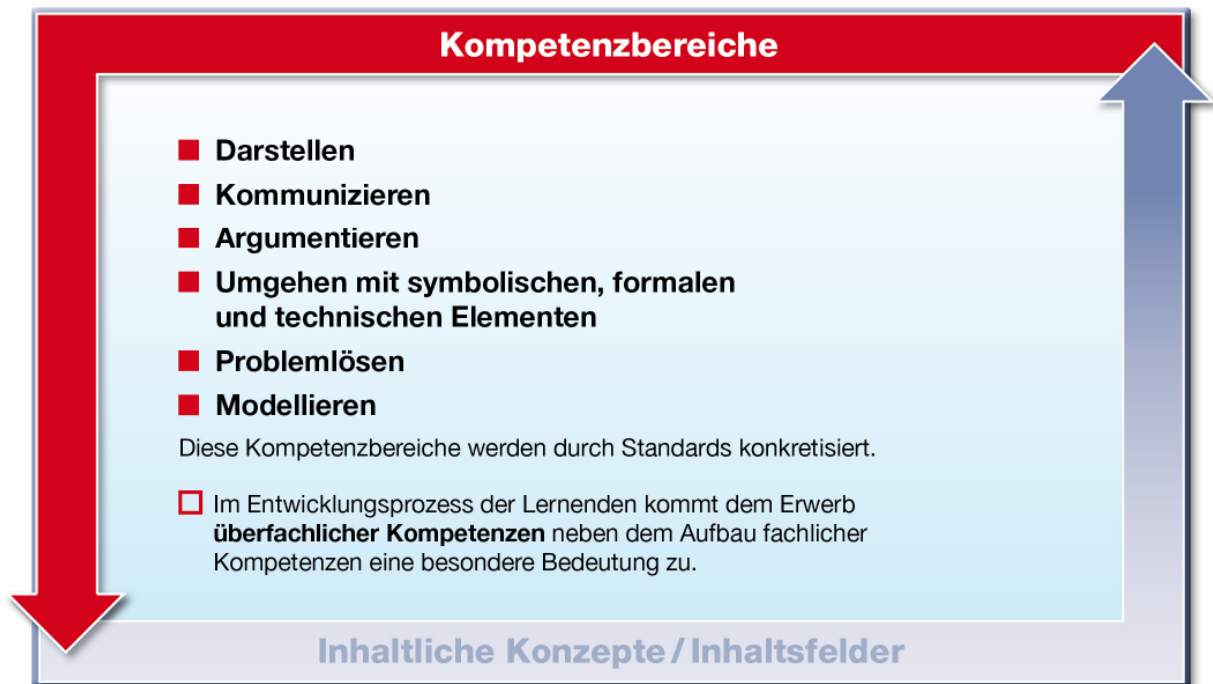 Kompetenzbereiche
Darstellen
Kommunizieren
Argumentieren
Umgehen mit symbolischen, formalen
und technischen Elementen
Problemlösen
Modellieren
Diese Kompetenzbereiche werden durch Standards konkretisiert.
Im Entwicklungsprozess der Lernenden kommt dem Erwerb
überfachlicher Kompetenzen neben dem Aufbau fachlicher
Kompetenzen eine besondere Bedeutung zu.
Inhaltliche Konzepte / Inhaltsfelder